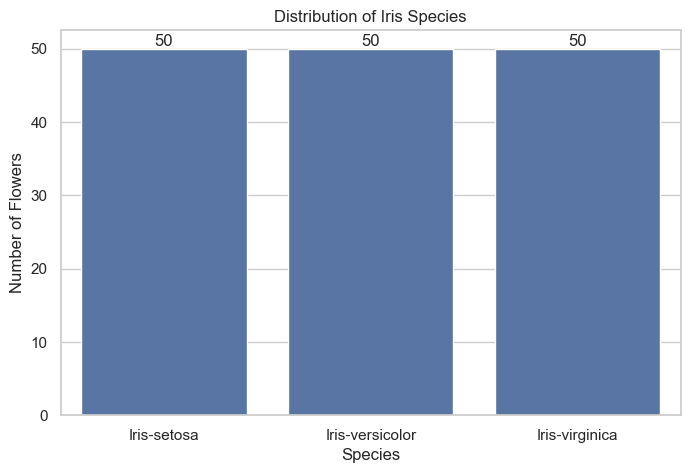 Distribution of Iris Species
50 50 50
50
40
30
20
10
0
Number of Flowers
Iris-setosa Iris-versicolor Iris-virginica
Species